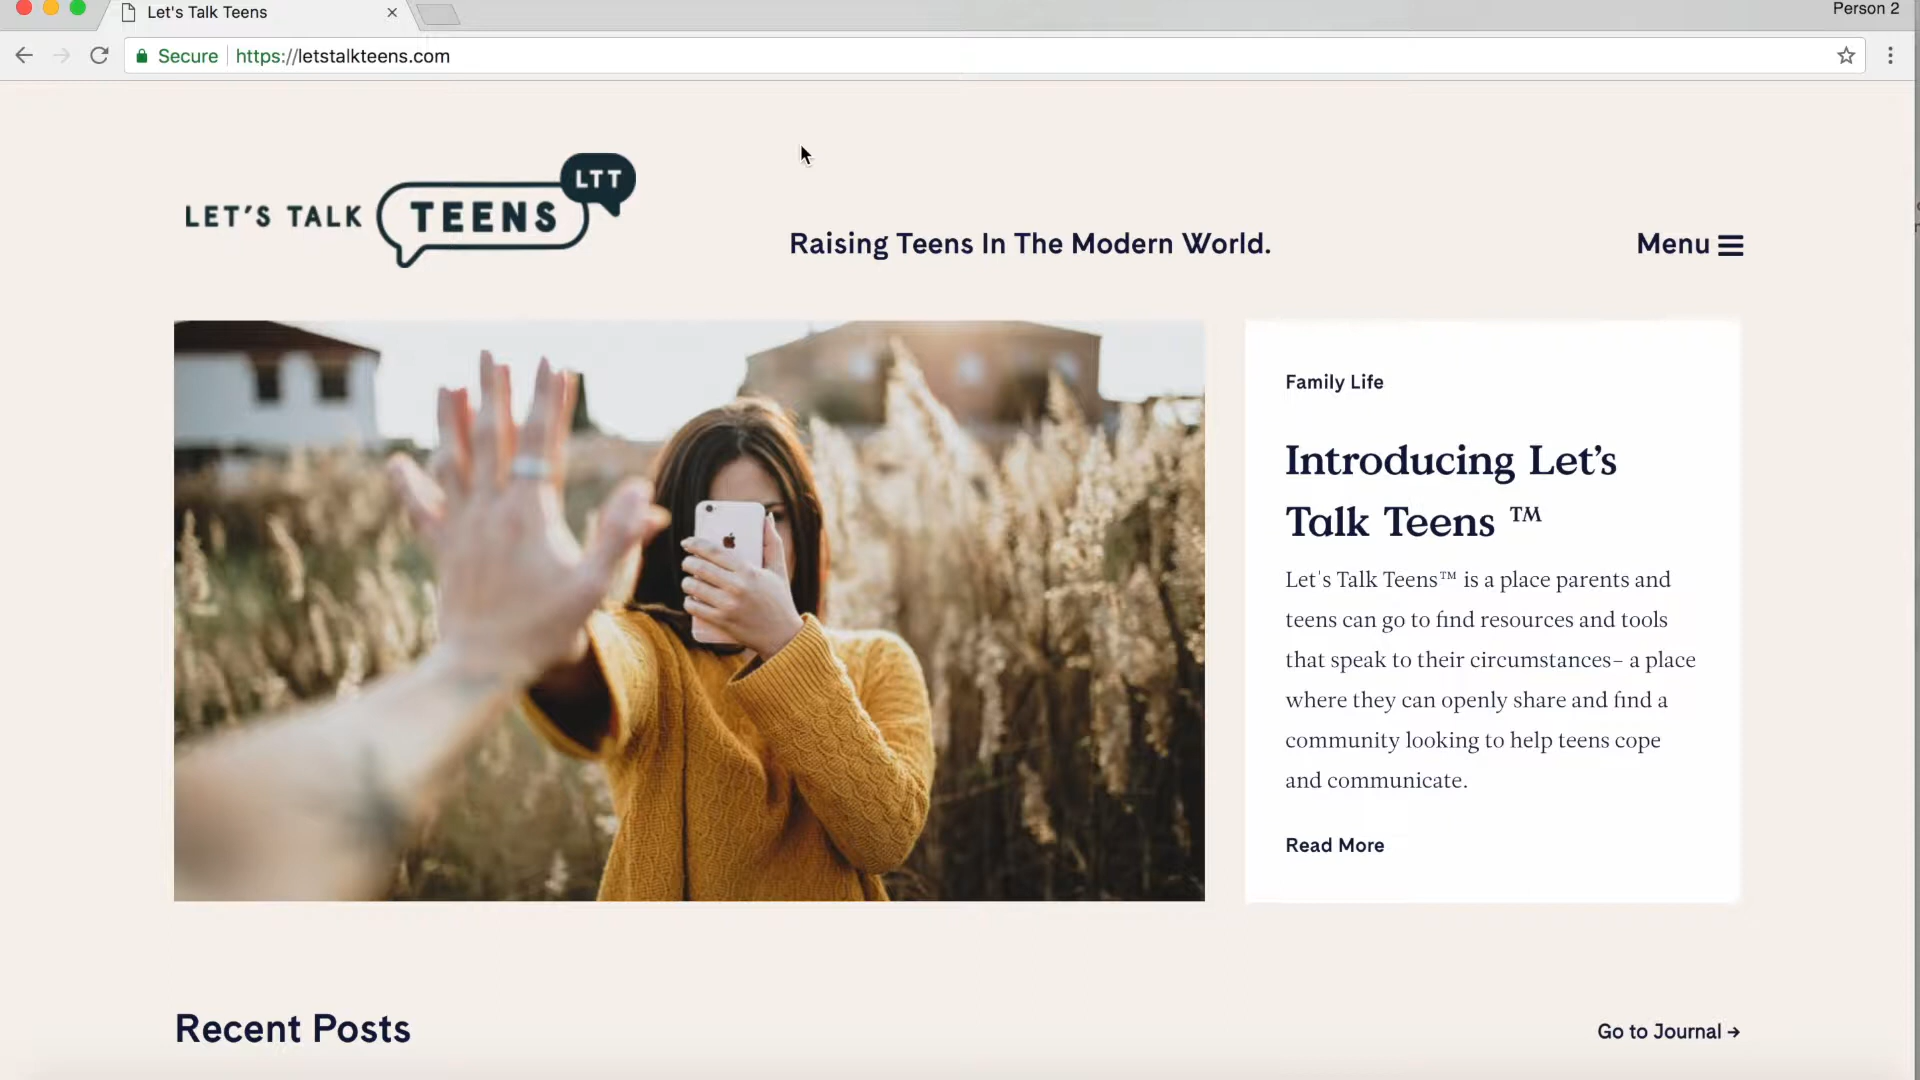 Let's Talk Teens
Person 2
Secure https://letstalkteens.com
LET'S TALK TEENS LTT
Raising Teens In The Modern World.
Menu
Family Life
Introducing Let's
Talk Teens ™
Let's Talk Teens™ is a place parents and
teens can go to find resources and tools
that speak to their circumstances– a place
where they can openly share and find a
community looking to help teens cope
and communicate.
Read More
Recent Posts
Go to Journal →